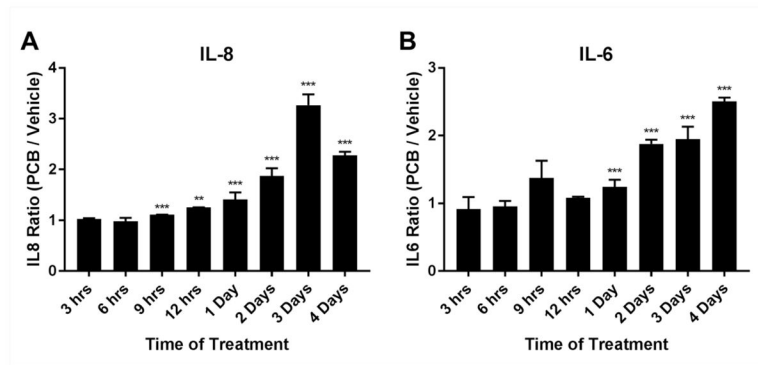 A
IL-8
IL8 Ratio (PCB / Vehicle)
4
3
2
1
0
***
**
***
***
***
***
3 hrs
6 hrs
9 hrs
12 hrs
1 Day
2 Days
3 Days
4 Days
Time of Treatment
B
IL-6
IL6 Ratio (PCB / Vehicle)
3
2
1
0
***
***
***
***
3 hrs
6 hrs
9 hrs
12 hrs
1 Day
2 Days
3 Days
4 Days
Time of Treatment